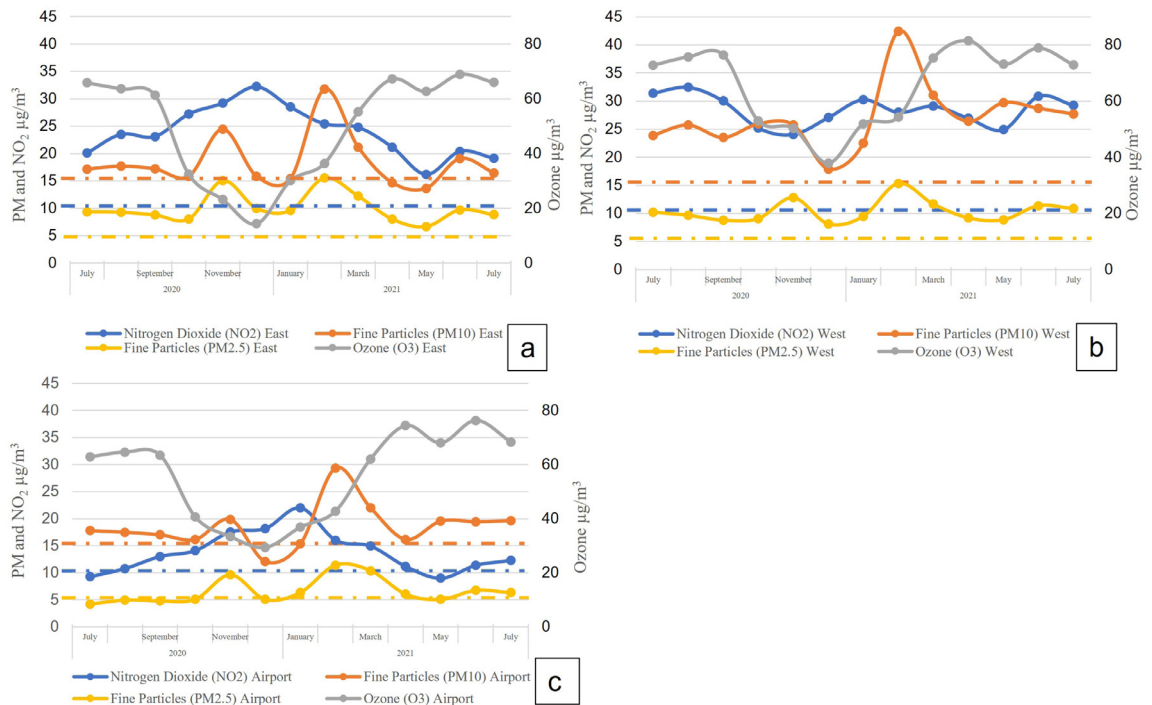 45
40
35
30
25
20
15
10
5
0
PM and NO2 µg/m³
80
60
40
20
0
Ozone µg/m³
July September November January March May July
2020 2021
Nitrogen Dioxide (NO2) East Fine Particles (PM10) East
Fine Particles (PM2.5) East Ozone (O3) East
a
45
40
35
30
25
20
15
10
5
0
PM and NO2 µg/m³
80
60
40
20
0
Ozone µg/m³
July September November January March May July
2020 2021
Nitrogen Dioxide (NO2) West Fine Particles (PM10) West
Fine Particles (PM2.5) West Ozone (O3) West
b
45
40
35
30
25
20
15
10
5
0
PM and NO2 µg/m³
80
60
40
20
0
Ozone µg/m³
July September November January March May July
2020 2021
Nitrogen Dioxide (NO2) Airport Fine Particles (PM10) Airport
Fine Particles (PM2.5) Airport Ozone (O3) Airport
c